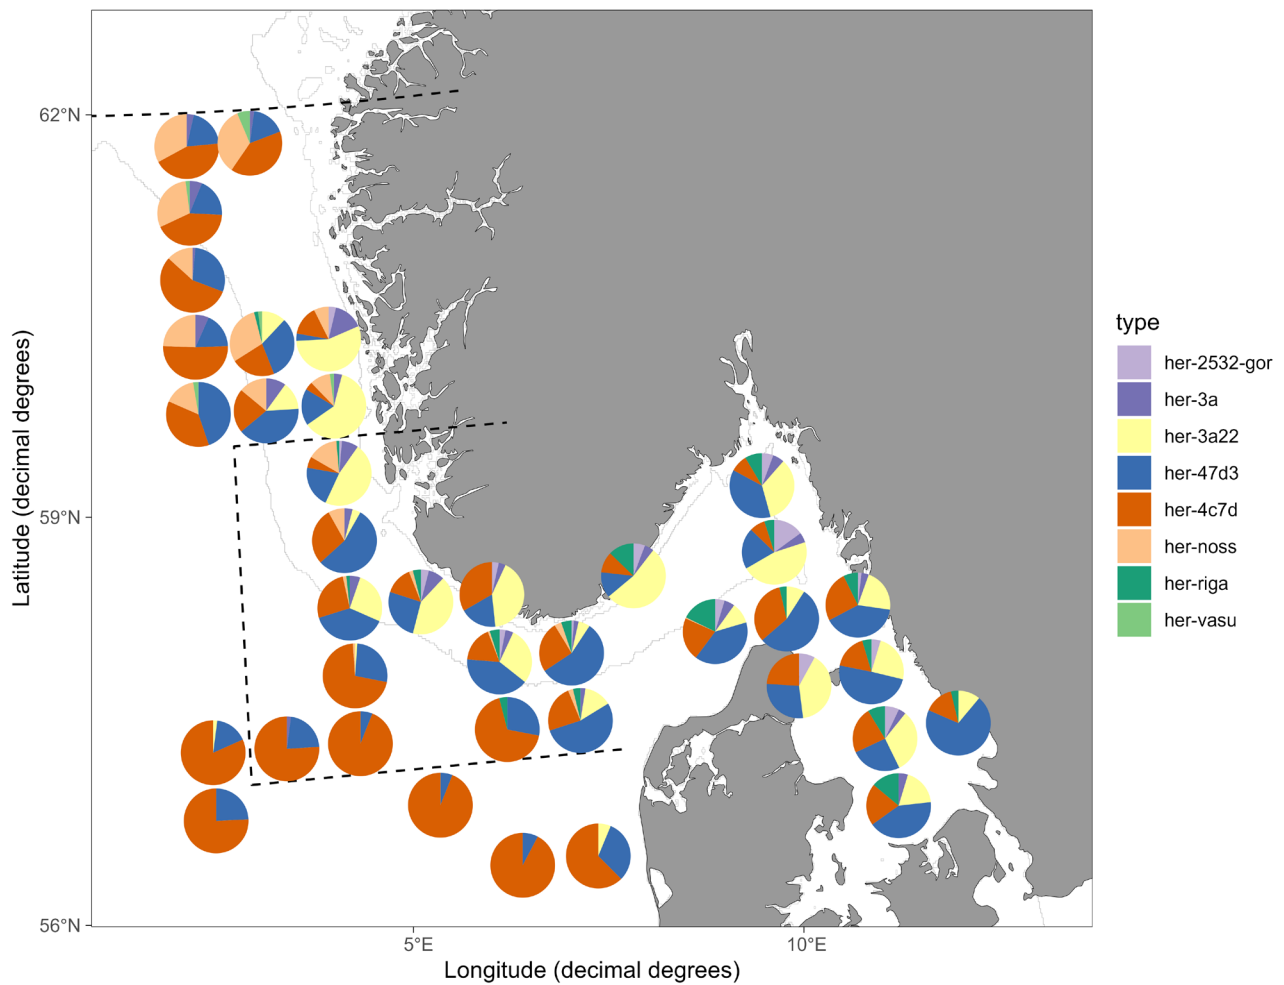 62°N
59°N
56°N
5°E
10°E
Longitude (decimal degrees)
Latitude (decimal degrees)
type
her-2532-gor
her-3a
her-3a22
her-47d3
her-4c7d
her-noss
her-riga
her-vasu